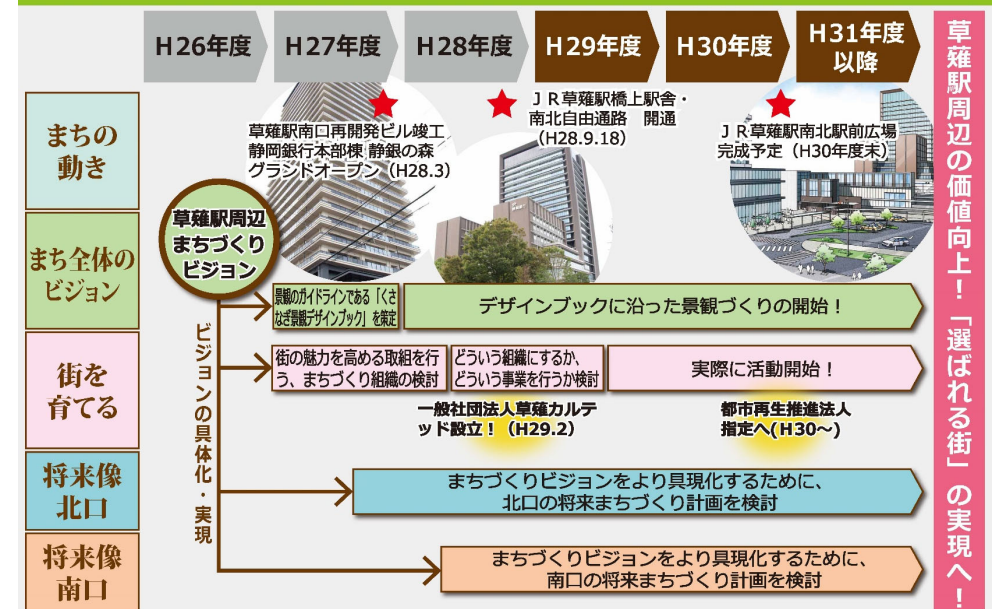 H26年度
H27年度
H28年度
H29年度
H30年度
H31年度
以降
まちの
動き
草薙駅南口再開発ビル竣工
静岡銀行本部棟 静銀の森
グランドオープン（H28.3）
ＪＲ草薙駅橋上駅舎・
南北自由通路　開通
(H28.9.18)
ＪＲ草薙駅南北駅前広場
完成予定（H30年度末）
草薙駅周辺
まちづくり
ビジョン
まち全体の
ビジョン
景観のガイドラインである「くさ
なぎ景観デザインブック」を策定
デザインブックに沿った景観づくりの開始！
街を
育てる
街の魅力を高める取組を行
う、まちづくり組織の検討
どういう組織にするか、
どういう事業を行うか検討
実際に活動開始！
一般社団法人草薙カルテ
ッド設立！（H29.2）
都市再生推進法人
指定へ(H30～)
ビジョンの具体化・実現
将来像
北口
まちづくりビジョンをより具現化するために、
北口の将来まちづくり計画を検討
将来像
南口
まちづくりビジョンをより具現化するために、
南口の将来まちづくり計画を検討
草薙駅周辺の価値向上！「選ばれる街」の実現へ！